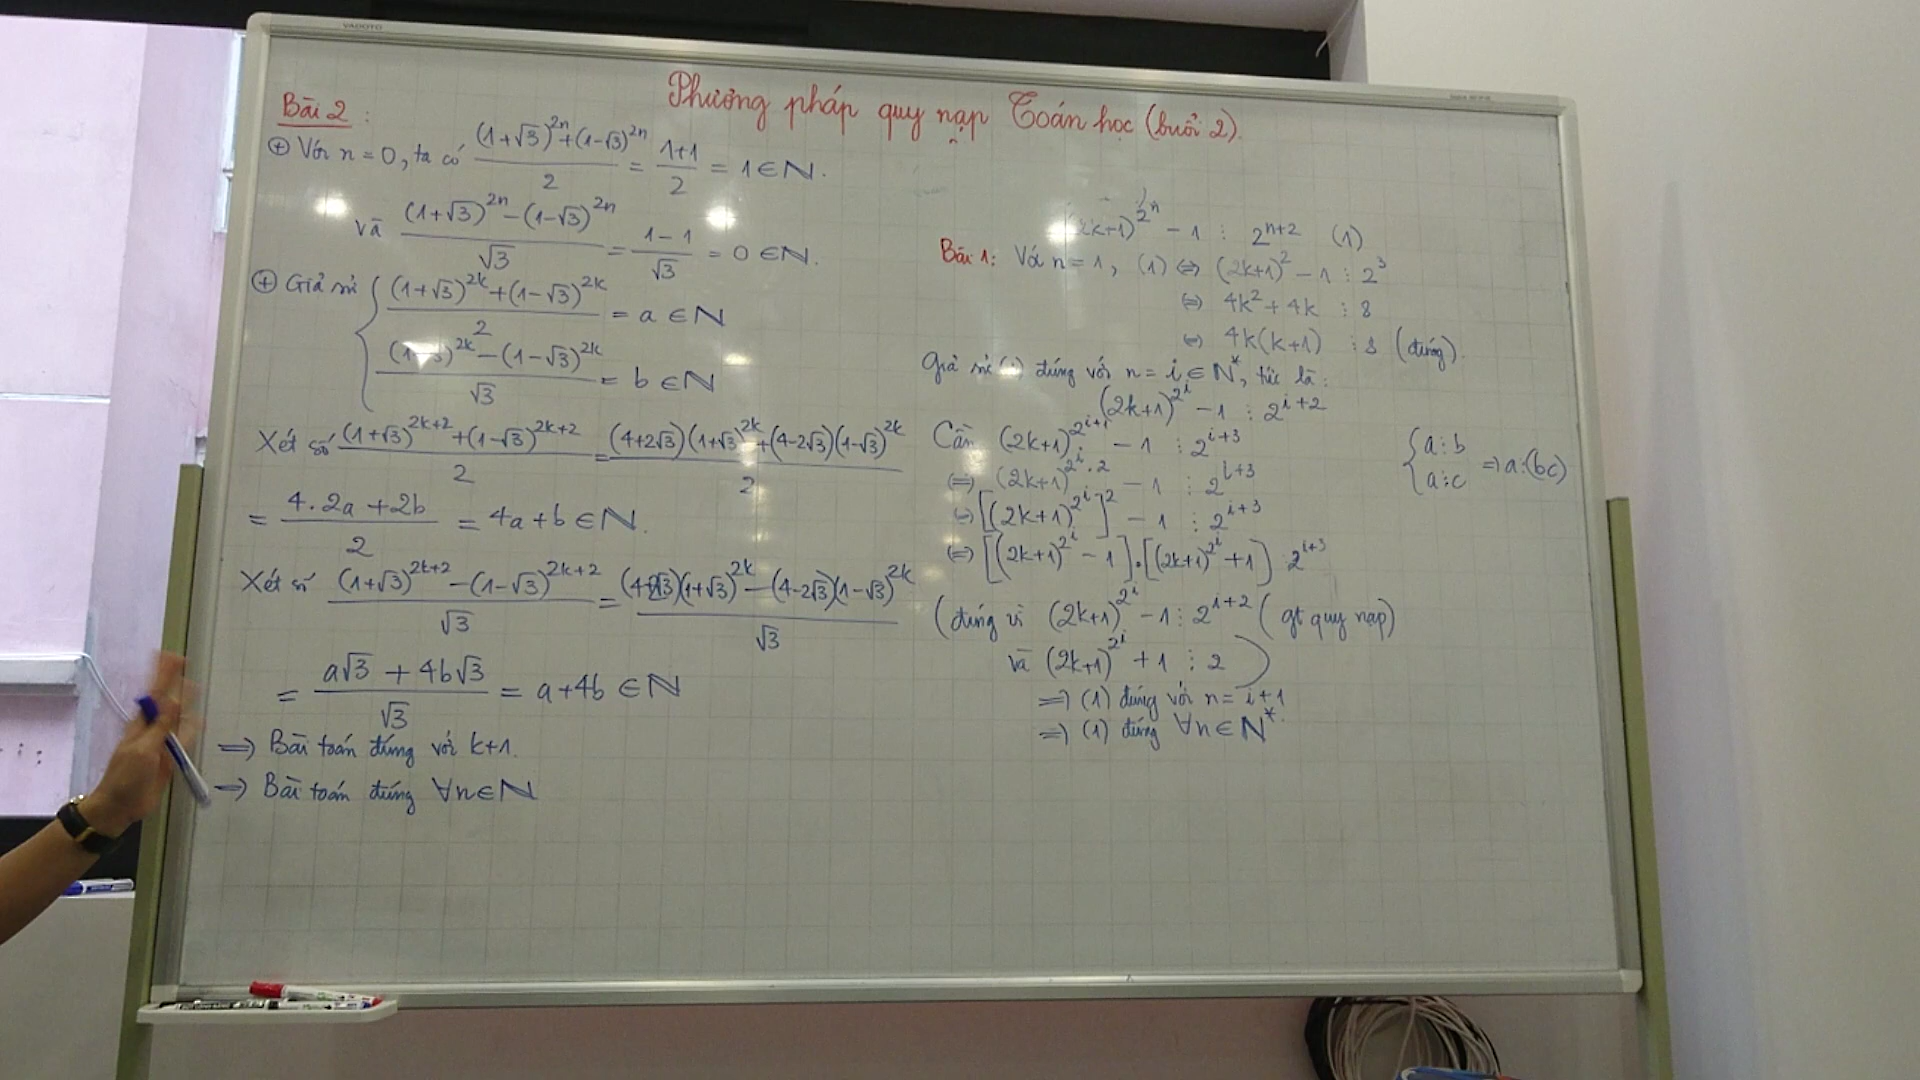 Phương pháp quy nạp Toán học (buổi 2).
Bài 2:
⊕ Với n = 0, ta có ((1+√3)^{2n} + (1-√3)^{2n})/2 = (1+1)/2 = 1 ∈ N.
và ((1+√3)^{2n} - (1-√3)^{2n})/√3 = (1-1)/√3 = 0 ∈ N.
⊕ Giả sử { ((1+√3)^{2k} + (1-√3)^{2k})/2 = a ∈ N
((1+√3)^{2k} - (1-√3)^{2k})/√3 = b ∈ N
Xét số ((1+√3)^{2k+2} + (1-√3)^{2k+2})/2 = ((4+2√3)(1+√3)^{2k} + (4-2√3)(1-√3)^{2k})/2
= (4.2a + 2b)/2 = 4a+b ∈ N.
Xét số ((1+√3)^{2k+2} - (1-√3)^{2k+2})/√3 = ((4+2√3)(1+√3)^{2k} - (4-2√3)(1-√3)^{2k})/√3
= (a√3 + 4b√3)/√3 = a+4b ∈ N
⇒ Bài toán đúng với k+1.
⇒ Bài toán đúng ∀n∈N
(2k+1)^{2^n} - 1 ⋮ 2^{n+2} (1)
Bài 1: Với n = 1, (1) ⇔ (2k+1)^2 - 1 ⋮ 2^3
⇔ 4k^2 + 4k ⋮ 8
⇔ 4k(k+1) ⋮ 8 (đúng).
Giả sử (1) đúng với n = i ∈ N*, tức là:
(2k+1)^{2^i} - 1 ⋮ 2^{i+2}
Cần (2k+1)^{2^{i+1}} - 1 ⋮ 2^{i+3}
⇔ (2k+1)^{2^i.2} - 1 ⋮ 2^{i+3}
⇔ [(2k+1)^{2^i}]^2 - 1 ⋮ 2^{i+3}
⇔ [(2k+1)^{2^i} - 1].[(2k+1)^{2^i} + 1] ⋮ 2^{i+3}
(đúng vì (2k+1)^{2^i} - 1 ⋮ 2^{i+2} (gt quy nạp)
và (2k+1)^{2^i} + 1 ⋮ 2)
⇒ (1) đúng với n = i+1
⇒ (1) đúng ∀n∈N*.
{ a⋮b
a⋮c ⇒ a⋮(bc)